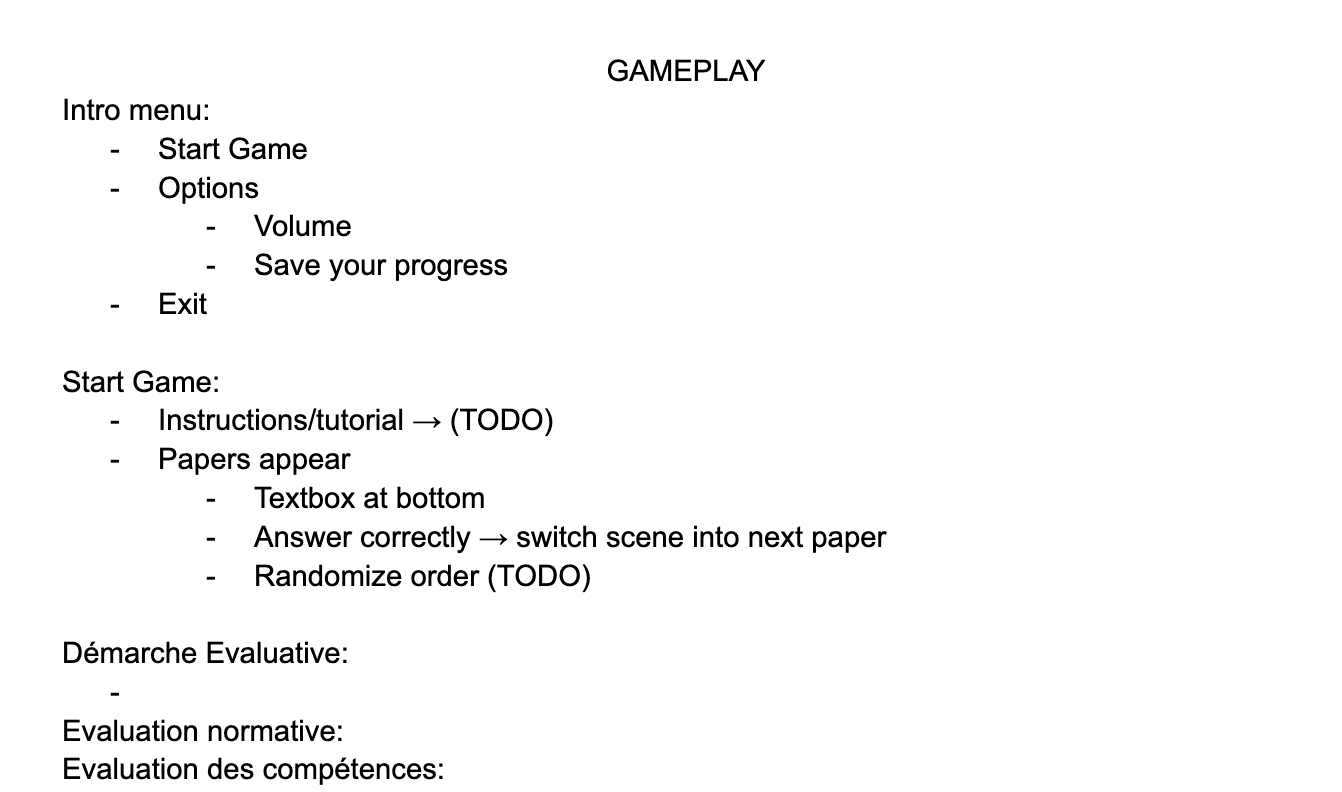 GAMEPLAY
Intro menu:
- Start Game
- Options
- Volume
- Save your progress
- Exit
Start Game:
- Instructions/tutorial → (TODO)
- Papers appear
- Textbox at bottom
- Answer correctly → switch scene into next paper
- Randomize order (TODO)
Démarche Evaluative:
-
Evaluation normative:
Evaluation des compétences: